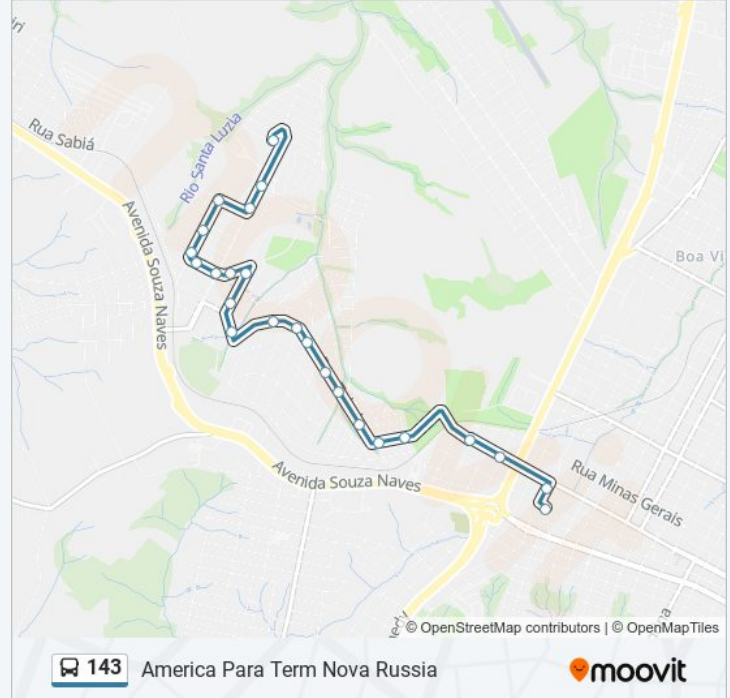 Rua Sabiá
Rio Santa Luzia
Avenida Souza Naves
Boa Vi
Avenida Souza Naves
Rua Minas Gerais
© OpenStreetMap contributors | © OpenMapTiles
143 America Para Term Nova Russia
moovit